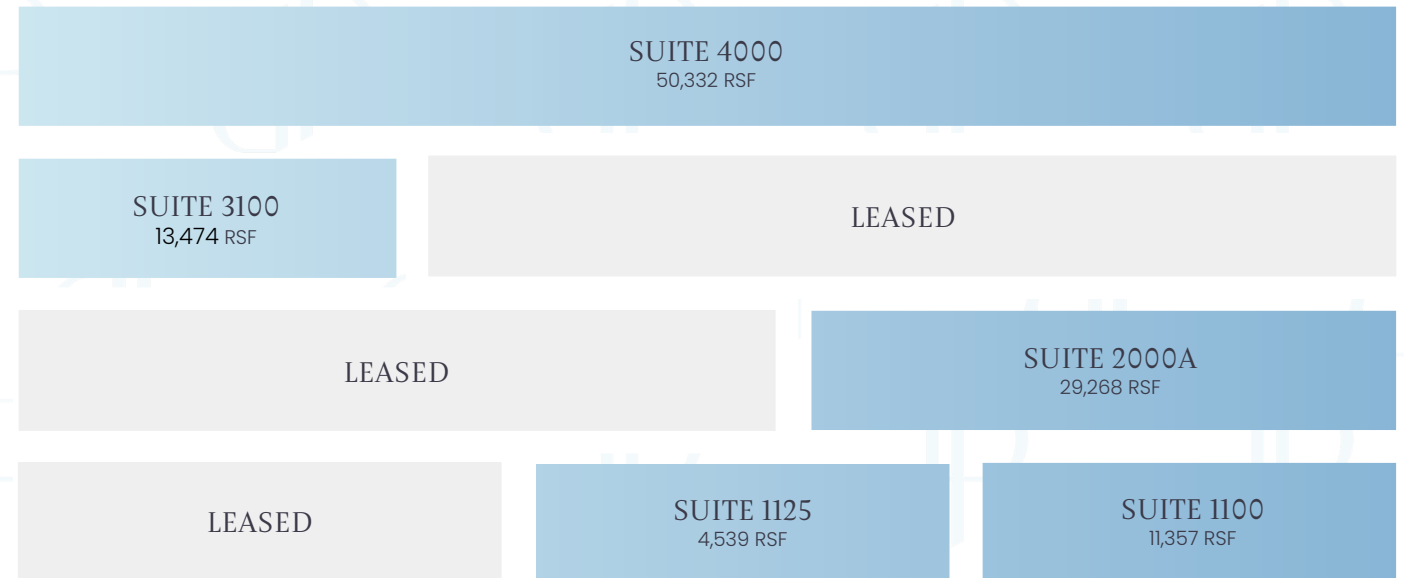 SUITE 4000
50,332 RSF
SUITE 3100
13,474 RSF
LEASED
LEASED
SUITE 2000A
29,268 RSF
LEASED
SUITE 1125
4,539 RSF
SUITE 1100
11,357 RSF